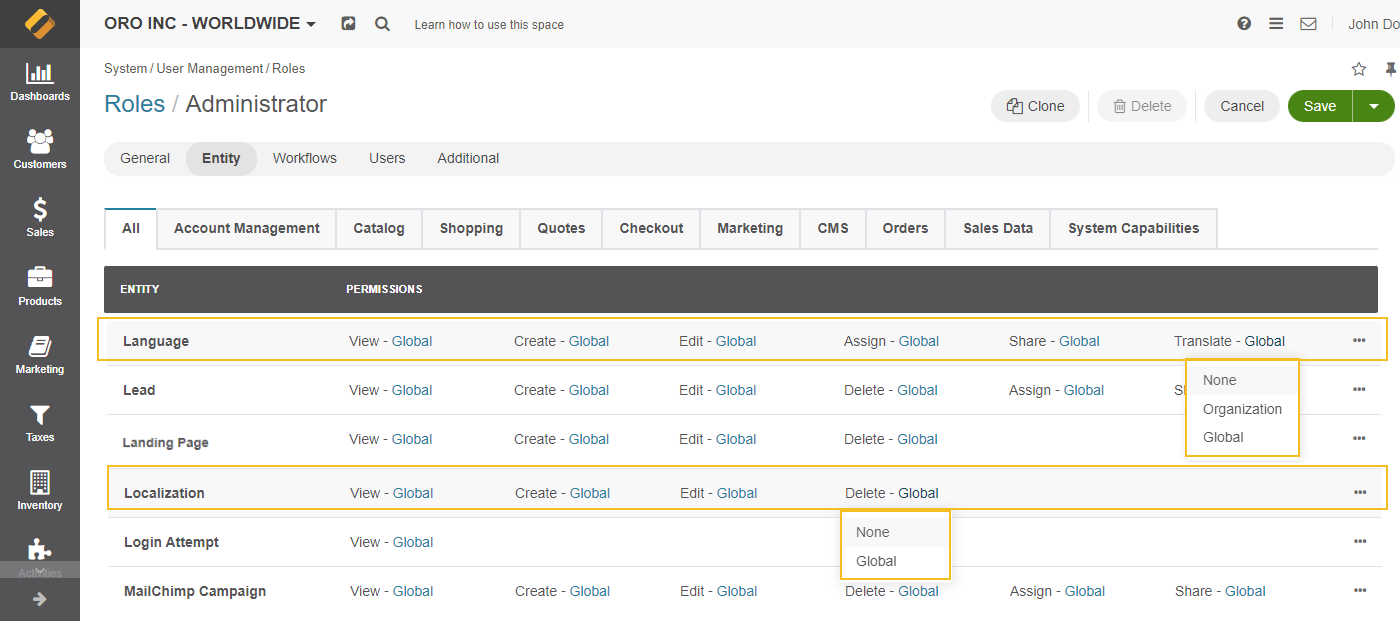 ORO INC - WORLDWIDE
Learn how to use this space
John Do
System / User Management / Roles
Roles / Administrator
Clone
Delete
Cancel
Save
General
Entity
Workflows
Users
Additional
Dashboards
Customers
Sales
Products
Marketing
Taxes
Inventory
Activities
All
Account Management
Catalog
Shopping
Quotes
Checkout
Marketing
CMS
Orders
Sales Data
System Capabilities
ENTITY PERMISSIONS
Language View - Global Create - Global Edit - Global Assign - Global Share - Global Translate - Global •••
None
Organization
Global
Lead View - Global Create - Global Edit - Global Delete - Global Assign - Global •••
Landing Page View - Global Create - Global Edit - Global Delete - Global •••
Localization View - Global Create - Global Edit - Global Delete - Global •••
None
Global
Login Attempt View - Global •••
MailChimp Campaign View - Global Create - Global Edit - Global Delete - Global Assign - Global Share - Global •••